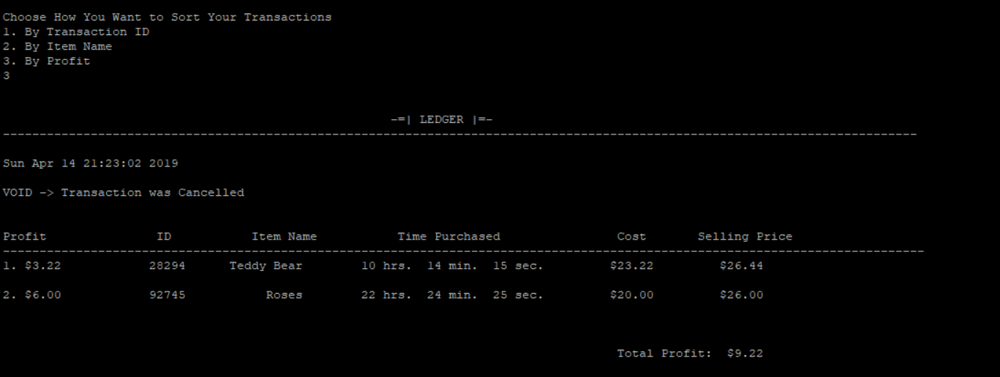 Choose How You Want to Sort Your Transactions
1. By Transaction ID
2. By Item Name
3. By Profit
3
-=| LEDGER |=-
------------------------------------------------------------------------------------------------------------------------------
Sun Apr 14 21:23:02 2019
VOID -> Transaction was Cancelled
Profit ID Item Name Time Purchased Cost Selling Price
------------------------------------------------------------------------------------------------------------------------------
1. $3.22 28294 Teddy Bear 10 hrs. 14 min. 15 sec. $23.22 $26.44
2. $6.00 92745 Roses 22 hrs. 24 min. 25 sec. $20.00 $26.00
Total Profit: $9.22